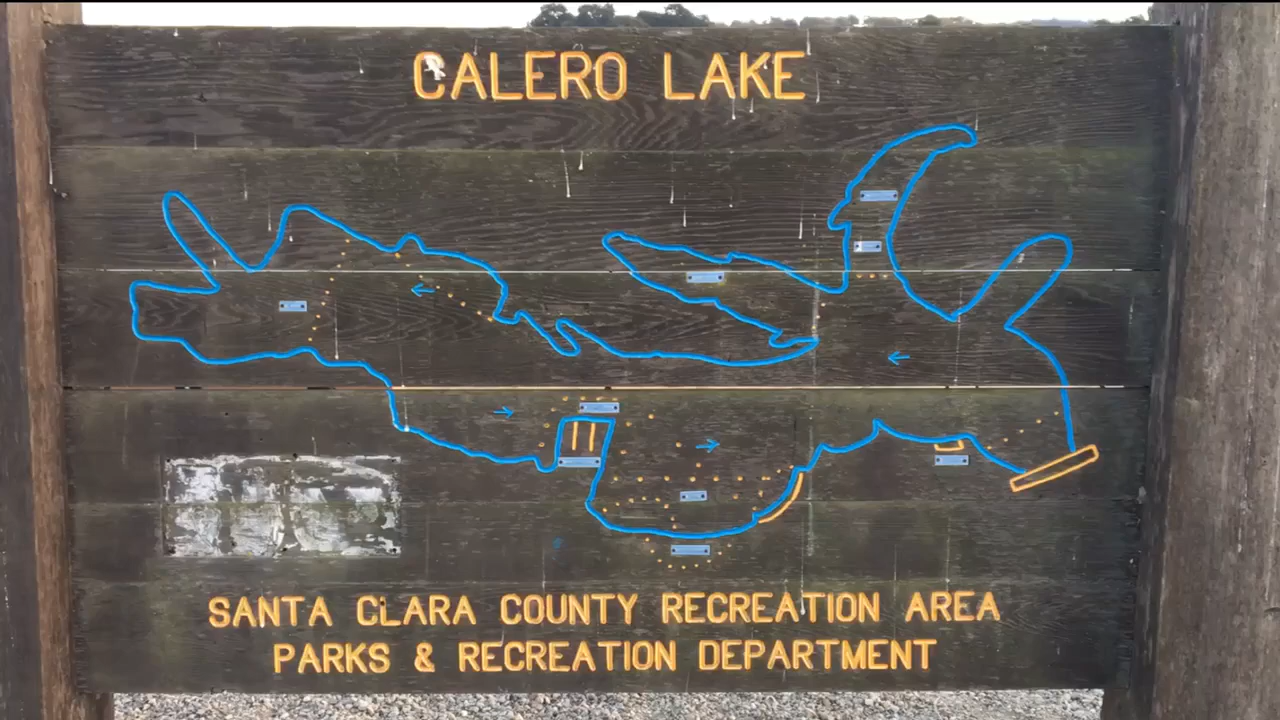 CALERO LAKE
SANTA CLARA COUNTY RECREATION AREA
PARKS & RECREATION DEPARTMENT